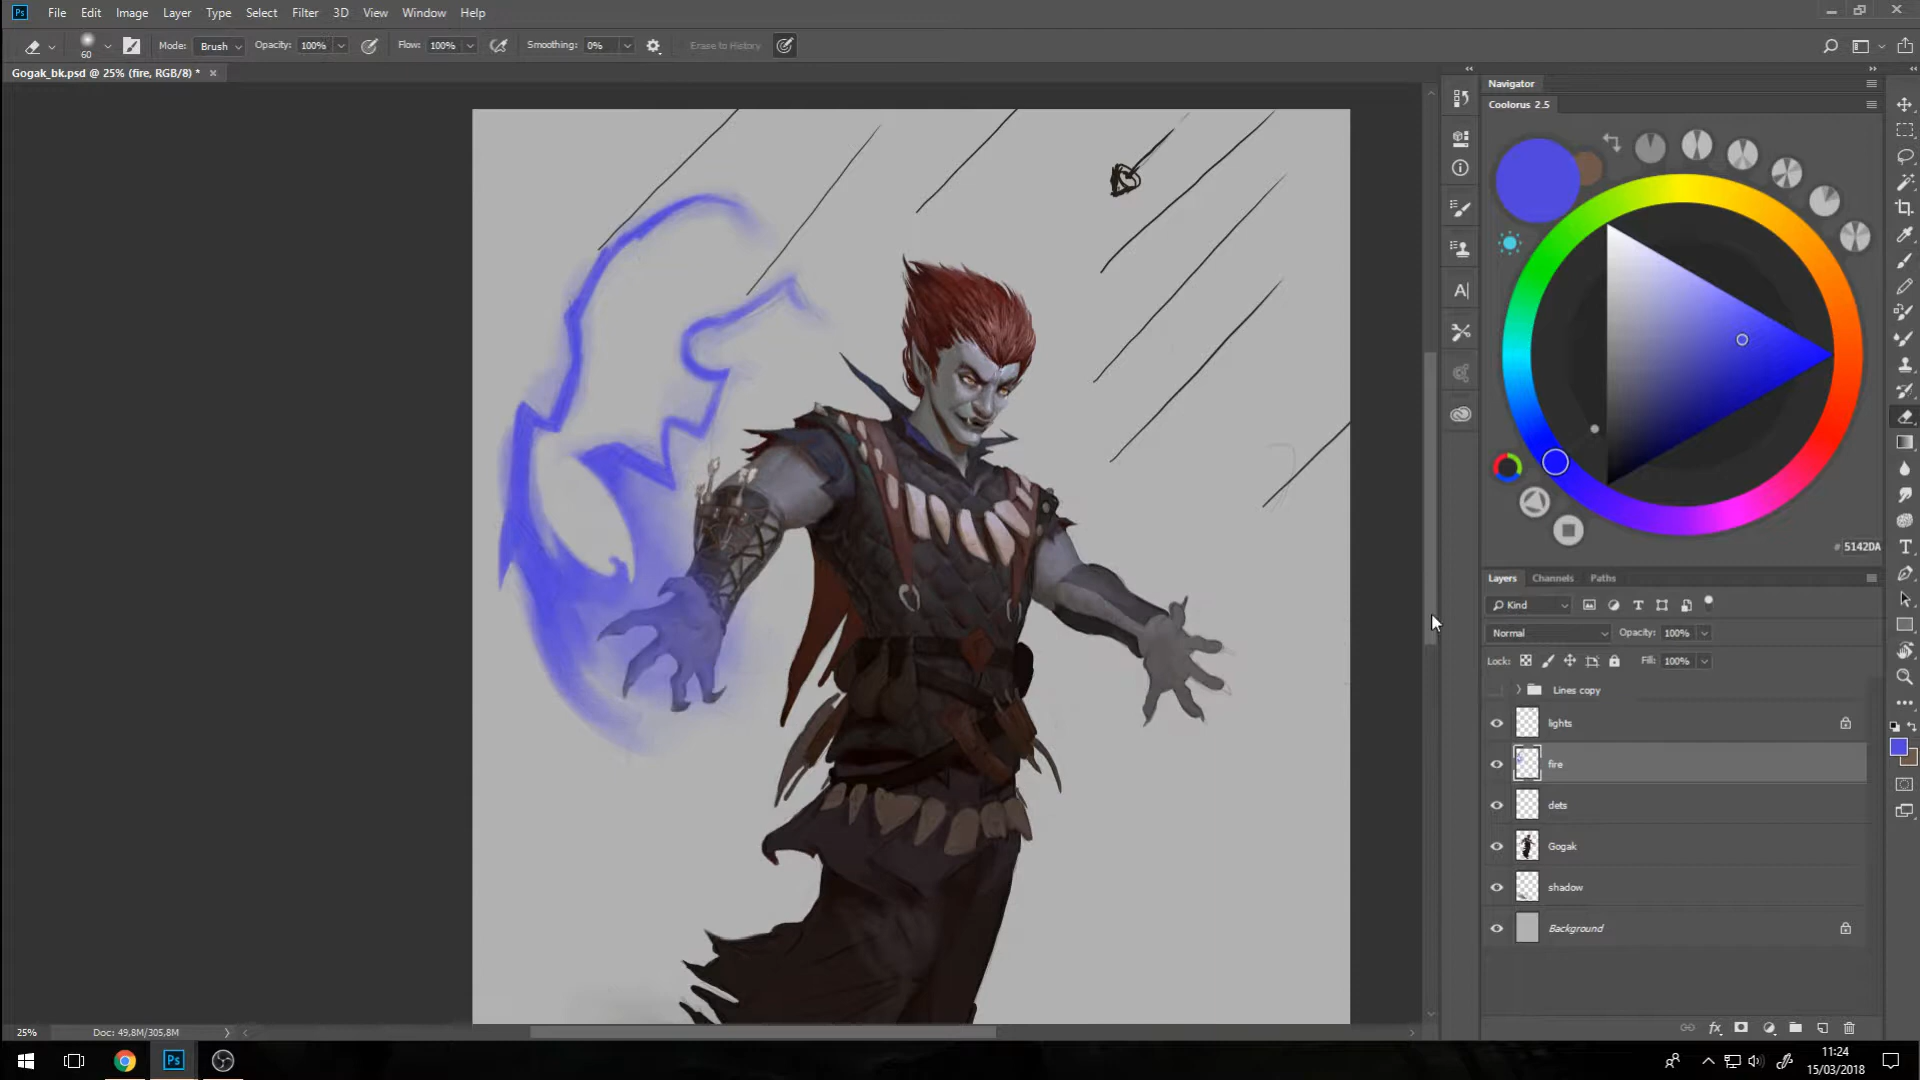 Ps File Edit Image Layer Type Select Filter 3D View Window Help
60 Mode: Brush Opacity: 100% Flow: 100% Smoothing: 0% Erase to History
Gogak_bk.psd @ 25% (fire, RGB/8) * ×
Navigator
Coolorus 2.5
A|
# 5142DA
Layers Channels Paths
Kind
Normal Opacity: 100%
Lock: Fill: 100%
Lines copy
lights
fire
dets
Gogak
shadow
Background
fx
25% Doc: 49,8M/305,8M
Ps
11:24
15/03/2018